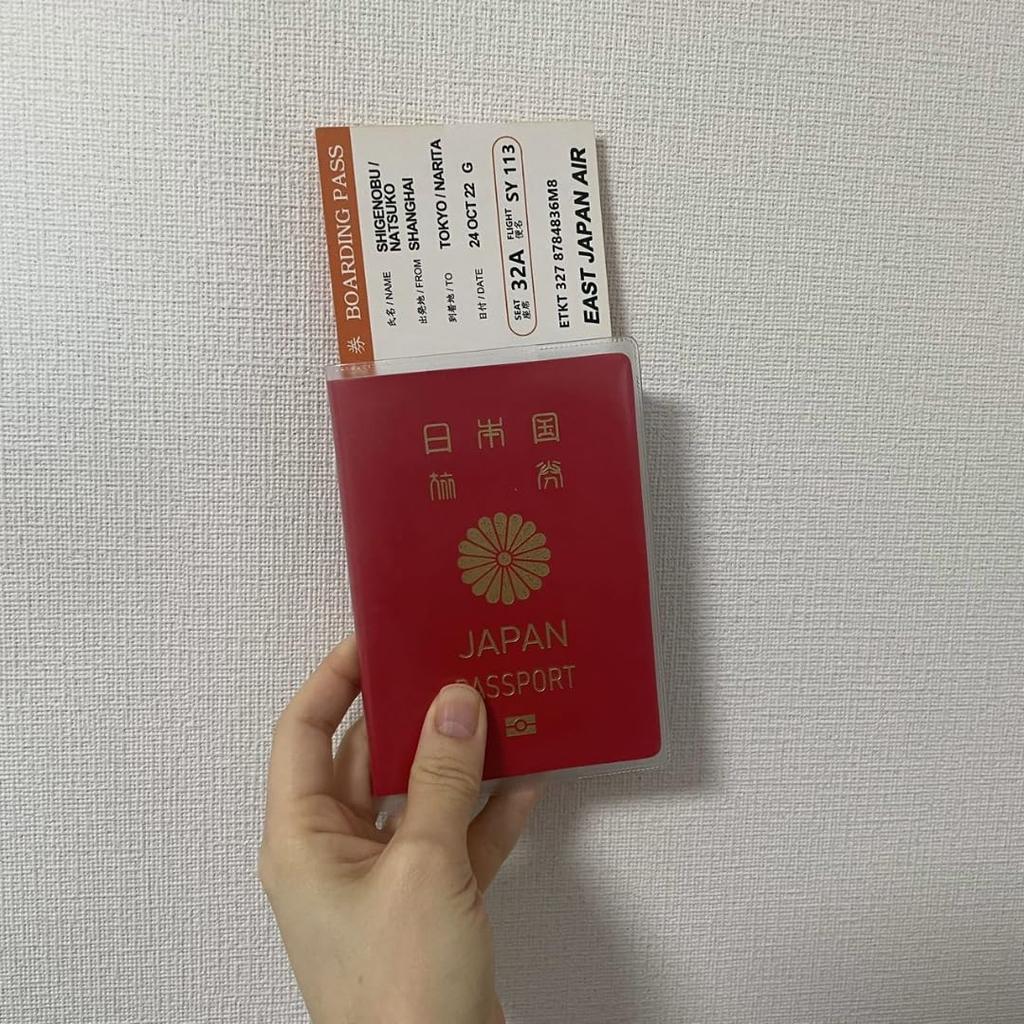 券 BOARDING PASS
氏名 / NAME SHIGENOBU /
NATSUKO
出発地 / FROM SHANGHAI
到着地 / TO TOKYO / NARITA
日付 / DATE 24 OCT 22 G
SEAT 座席 32A FLIGHT 便名 SY 113
ETKT 327 8784836M8
EAST JAPAN AIR
日本国
旅券
JAPAN
PASSPORT